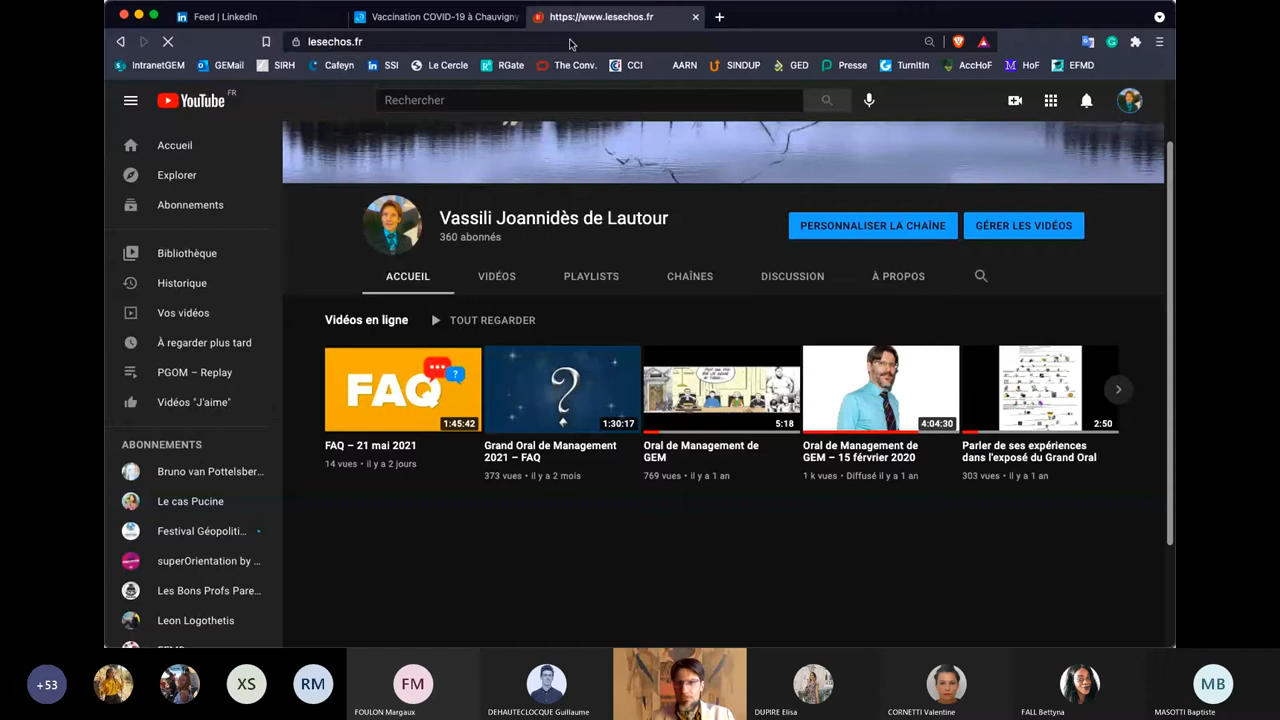 Feed | LinkedIn
Vaccination COVID-19 à Chauvigny
https://www.lesechos.fr
lesechos.fr
IntranetGEM GEMail SIRH Cafeyn SSI Le Cercle RGate The Conv. CCI AARN SINDUP GED Presse TurnitIn AccHoF HoF EFMD
YouTube FR
Rechercher
Accueil
Explorer
Abonnements
Bibliothèque
Historique
Vos vidéos
À regarder plus tard
PGOM – Replay
Vidéos "J'aime"
ABONNEMENTS
Bruno van Pottelsber...
Le cas Pucine
Festival Géopoliti...
superOrientation by ...
Les Bons Profs Pare...
Leon Logothetis
Vassili Joannidès de Lautour
360 abonnés
PERSONNALISER LA CHAÎNE
GÉRER LES VIDÉOS
ACCUEIL VIDÉOS PLAYLISTS CHAÎNES DISCUSSION À PROPOS
Vidéos en ligne
TOUT REGARDER
FAQ
?
1:45:42
FAQ – 21 mai 2021
14 vues • il y a 2 jours
?
1:30:17
Grand Oral de Management
2021 – FAQ
373 vues • il y a 2 mois
5:18
Oral de Management de
GEM
769 vues • il y a 1 an
4:04:30
Oral de Management de
GEM – 15 février 2020
1 k vues • Diffusé il y a 1 an
2:50
Parler de ses expériences
dans l'exposé du Grand Oral
303 vues • il y a 1 an
+53
XS
RM
FM
FOULON Margaux
DEHAUTECLOCQUE Guillaume
DUPIRE Elisa
CORNETTI Valentine
FALL Bettyna
MB
MASOTTI Baptiste